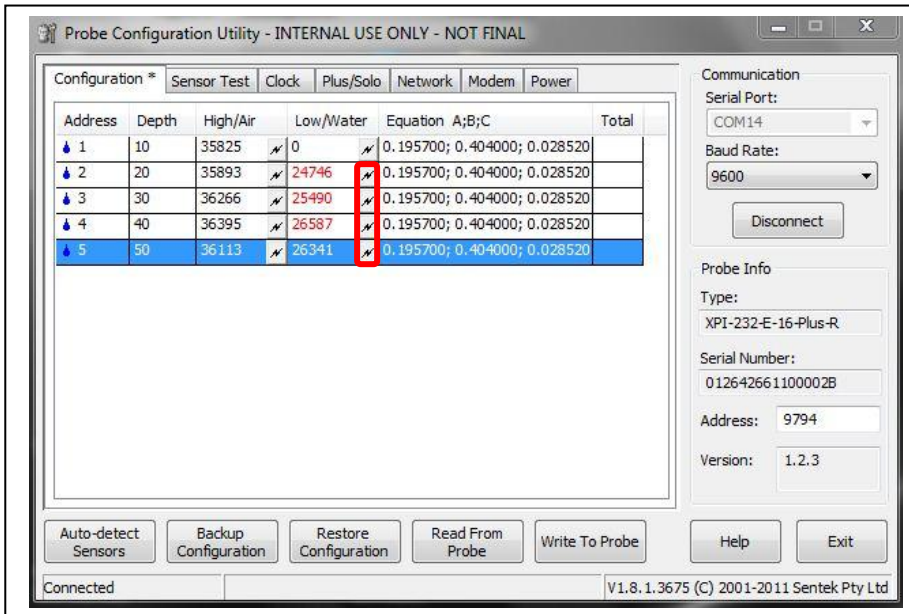 Probe Configuration Utility - INTERNAL USE ONLY - NOT FINAL
Configuration * Sensor Test Clock Plus/Solo Network Modem Power
Address Depth High/Air Low/Water Equation A;B;C Total
1 10 35825 0 0.195700; 0.404000; 0.028520
2 20 35893 24746 0.195700; 0.404000; 0.028520
3 30 36266 25490 0.195700; 0.404000; 0.028520
4 40 36395 26587 0.195700; 0.404000; 0.028520
5 50 36113 26341 0.195700; 0.404000; 0.028520
Communication
Serial Port:
COM14
Baud Rate:
9600
Disconnect
Probe Info
Type:
XPI-232-E-16-Plus-R
Serial Number:
012642661100002B
Address: 9794
Version: 1.2.3
Auto-detect Sensors
Backup Configuration
Restore Configuration
Read From Probe
Write To Probe
Help
Exit
Connected
V1.8.1.3675 (C) 2001-2011 Sentek Pty Ltd